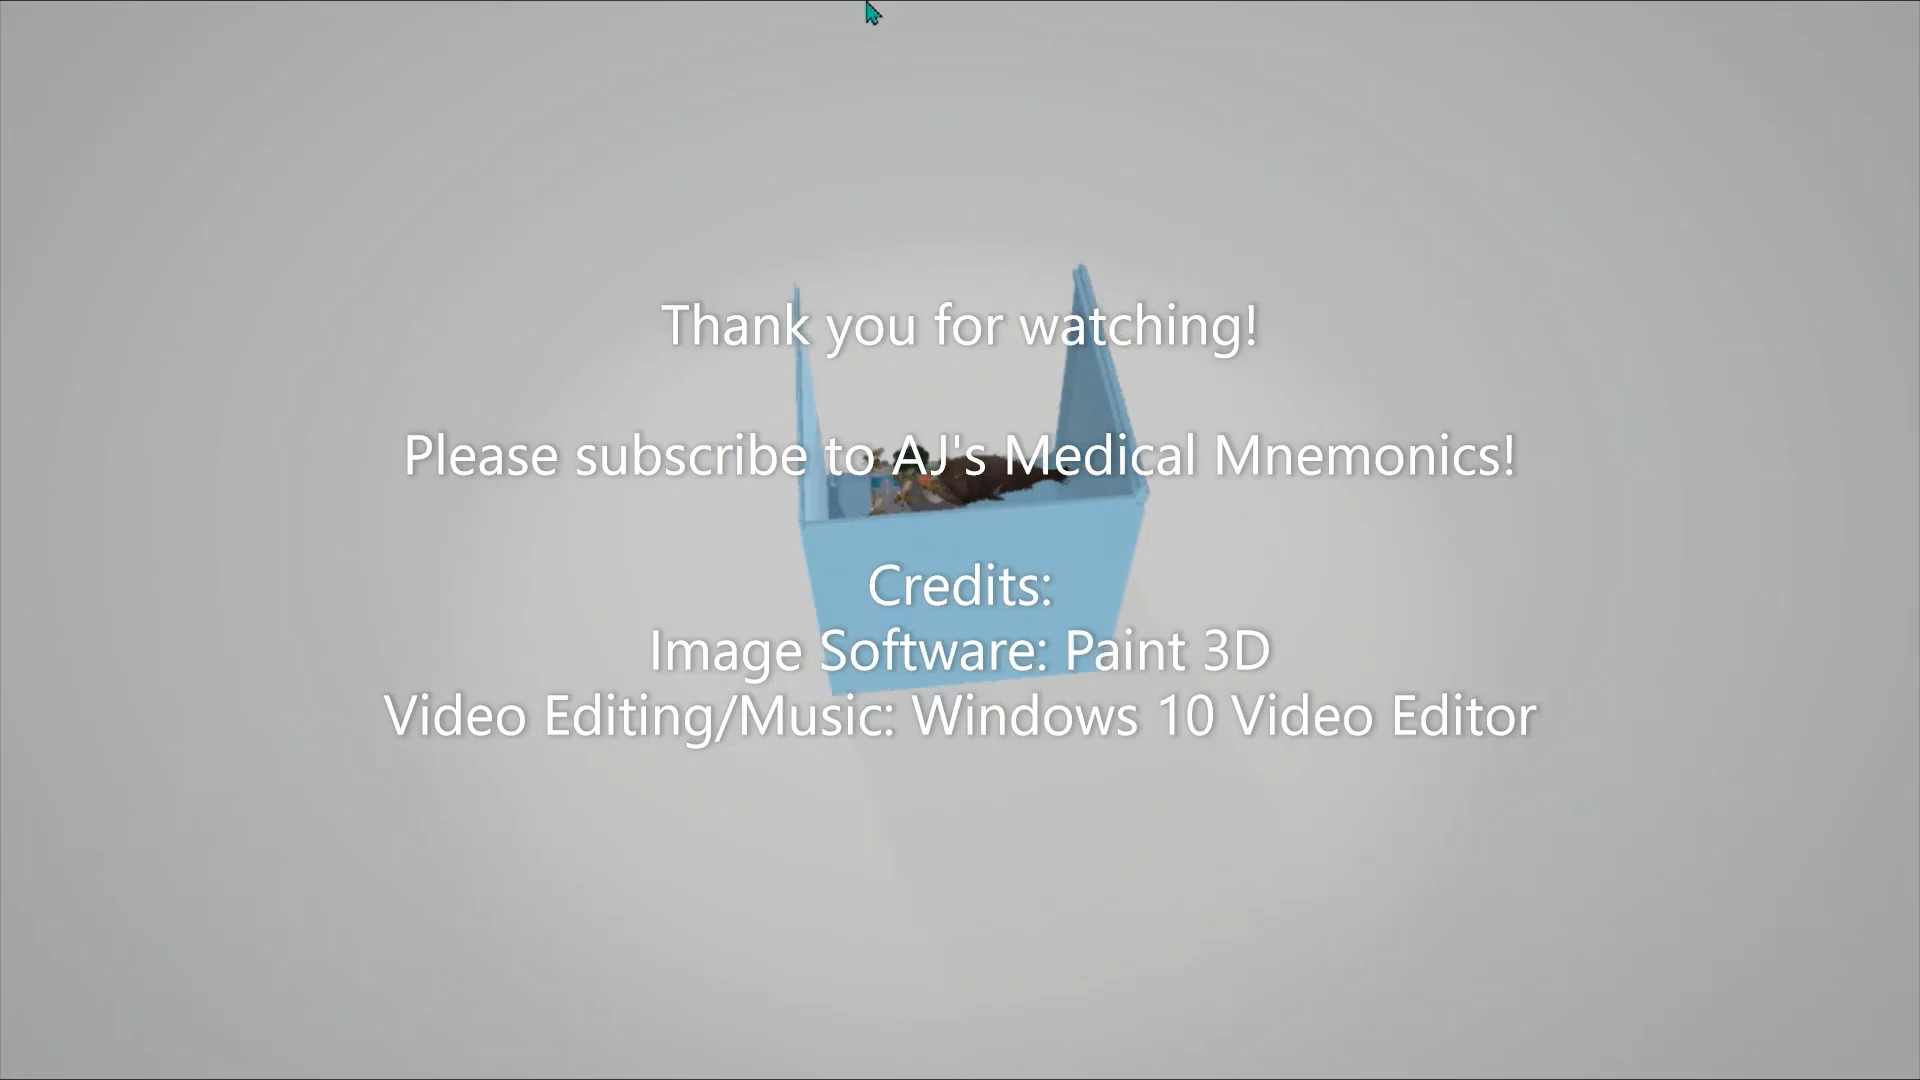 Thank you for watching!
Please subscribe to AJ's Medical Mnemonics!
Credits:
Image Software: Paint 3D
Video Editing/Music: Windows 10 Video Editor